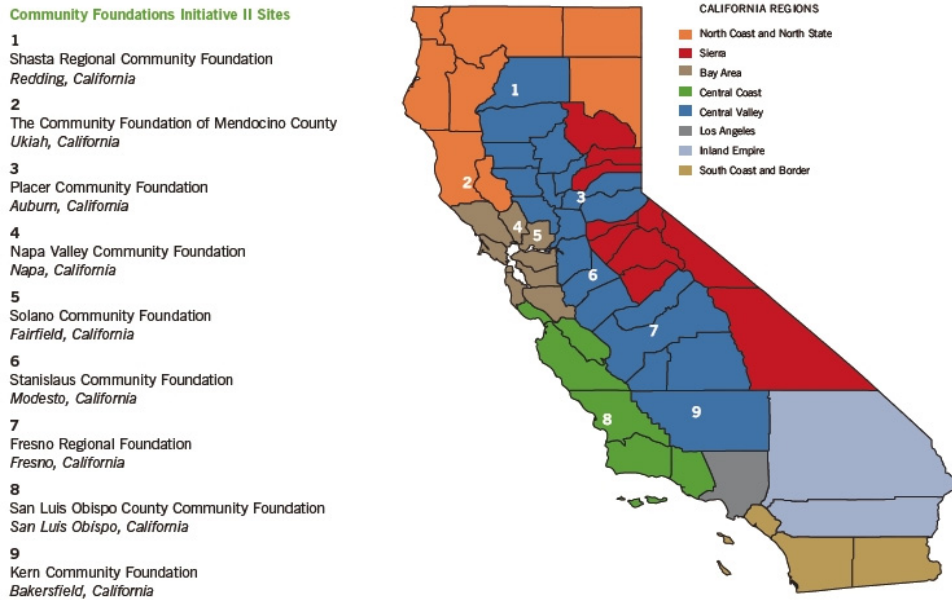 Community Foundations Initiative II Sites
1
Shasta Regional Community Foundation
Redding, California
2
The Community Foundation of Mendocino County
Ukiah, California
3
Placer Community Foundation
Auburn, California
4
Napa Valley Community Foundation
Napa, California
5
Solano Community Foundation
Fairfield, California
6
Stanislaus Community Foundation
Modesto, California
7
Fresno Regional Foundation
Fresno, California
8
San Luis Obispo County Community Foundation
San Luis Obispo, California
9
Kern Community Foundation
Bakersfield, California
CALIFORNIA REGIONS
North Coast and North State
Sierra
Bay Area
Central Coast
Central Valley
Los Angeles
Inland Empire
South Coast and Border
1
2
3
4
5
6
7
8
9